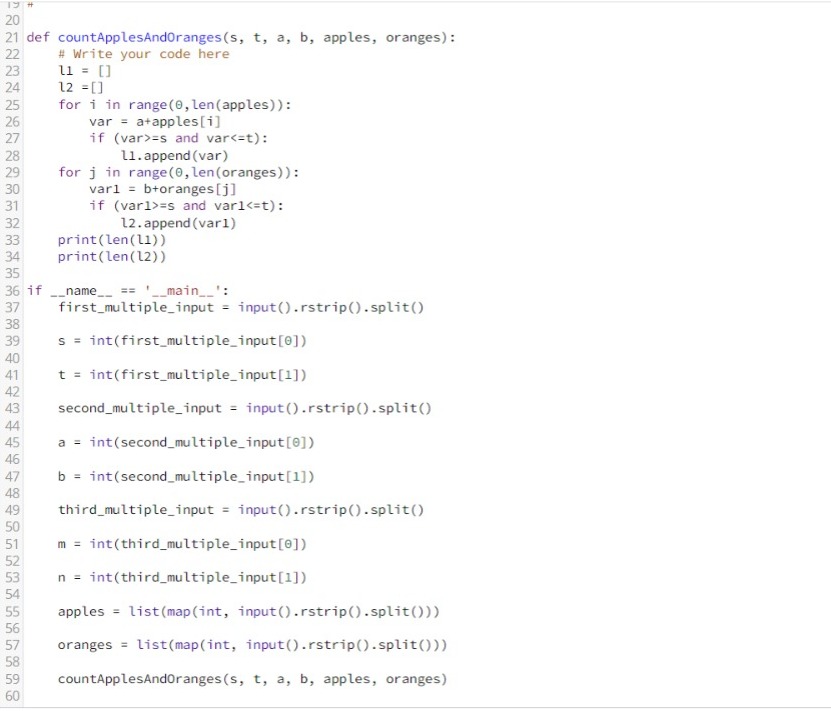 19 #
20
21 def countApplesAndOranges(s, t, a, b, apples, oranges):
22     # Write your code here
23     l1 = []
24     l2 =[]
25     for i in range(0,len(apples)):
26         var = a+apples[i]
27         if (var>=s and var<=t):
28             l1.append(var)
29     for j in range(0,len(oranges)):
30         var1 = b+oranges[j]
31         if (var1>=s and var1<=t):
32             l2.append(var1)
33     print(len(l1))
34     print(len(l2))
35
36 if __name__ == '__main__':
37     first_multiple_input = input().rstrip().split()
38
39     s = int(first_multiple_input[0])
40
41     t = int(first_multiple_input[1])
42
43     second_multiple_input = input().rstrip().split()
44
45     a = int(second_multiple_input[0])
46
47     b = int(second_multiple_input[1])
48
49     third_multiple_input = input().rstrip().split()
50
51     m = int(third_multiple_input[0])
52
53     n = int(third_multiple_input[1])
54
55     apples = list(map(int, input().rstrip().split()))
56
57     oranges = list(map(int, input().rstrip().split()))
58
59     countApplesAndOranges(s, t, a, b, apples, oranges)
60